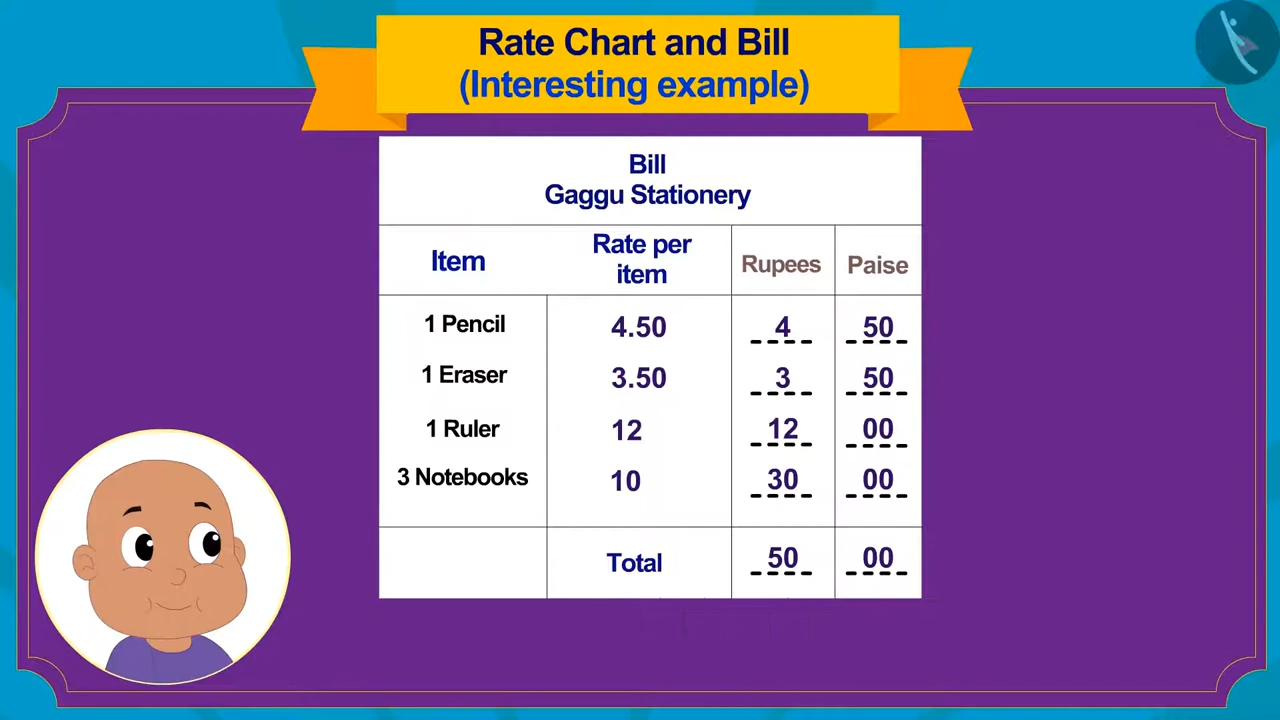 Rate Chart and Bill
(Interesting example)
Bill
Gaggu Stationery
Item Rate per item Rupees Paise
1 Pencil 4.50 4 50
1 Eraser 3.50 3 50
1 Ruler 12 12 00
3 Notebooks 10 30 00
Total 50 00